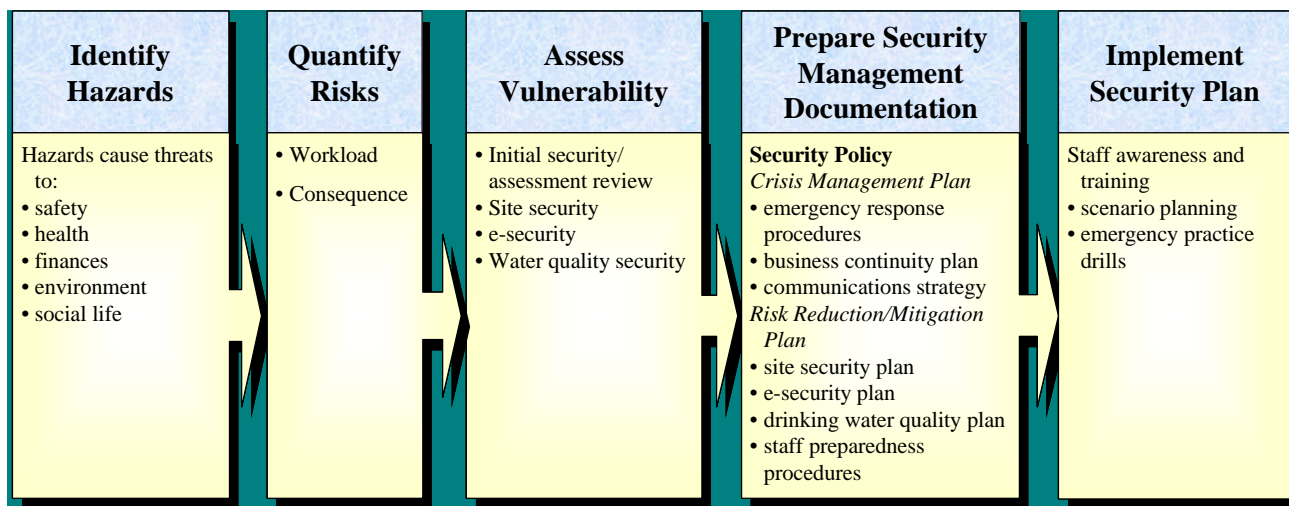 Identify
Hazards
Hazards cause threats
to:
• safety
• health
• finances
• environment
• social life
Quantify
Risks
• Workload
• Consequence
Assess
Vulnerability
• Initial security/
assessment review
• Site security
• e-security
• Water quality security
Prepare Security
Management
Documentation
Security Policy
Crisis Management Plan
• emergency response
procedures
• business continuity plan
• communications strategy
Risk Reduction/Mitigation
Plan
• site security plan
• e-security plan
• drinking water quality plan
• staff preparedness
procedures
Implement
Security Plan
Staff awareness and
training
• scenario planning
• emergency practice
drills